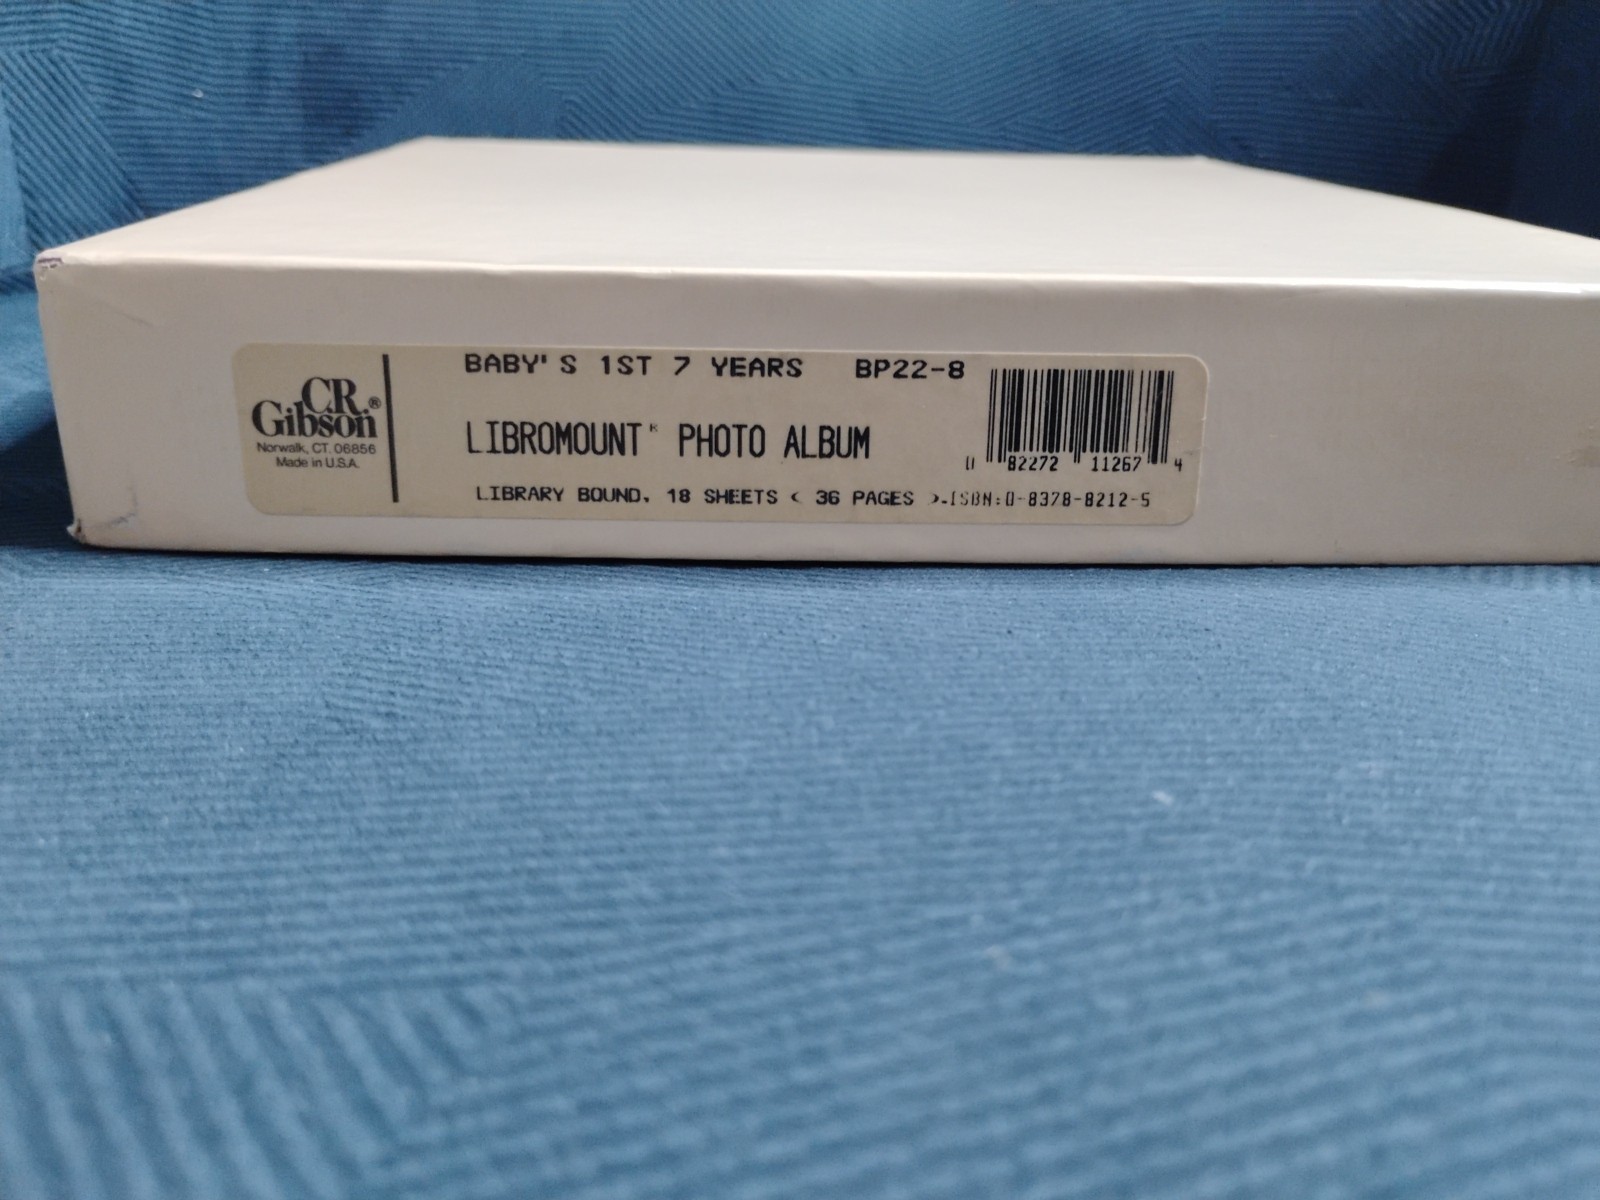 C.R.
Gibson®
Norwalk, CT. 06856
Made in U.S.A.
BABY'S 1ST 7 YEARS BP22-8
LIBROMOUNT® PHOTO ALBUM
0 82272 11267 4
LIBRARY BOUND, 18 SHEETS < 36 PAGES >.ISBN:0-8378-8212-5